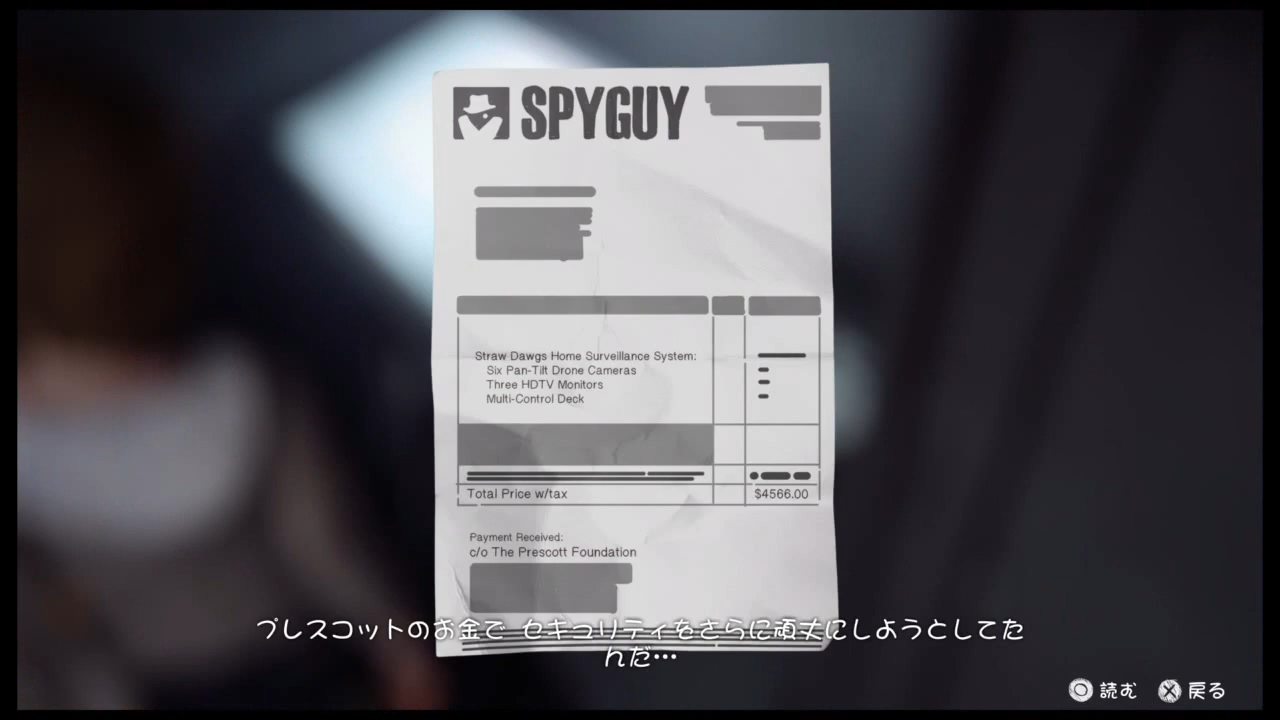 SPYGUY
Straw Dawgs Home Surveillance System:
Six Pan-Tilt Drone Cameras
Three HDTV Monitors
Multi-Control Deck
Total Price w/tax $4566.00
Payment Received:
c/o The Prescott Foundation
プレスコットのお金で セキュリティをさらに頑丈にしようとしてた
んだ…
読む 戻る